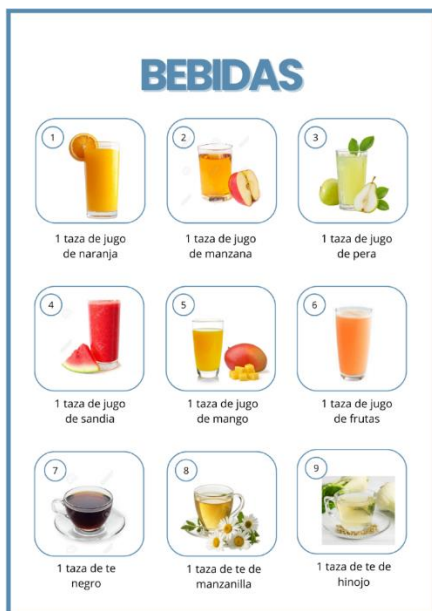 BEBIDAS
1
2
3
1 taza de jugo
de naranja
1 taza de jugo
de manzana
1 taza de jugo
de pera
4
5
6
1 taza de jugo
de sandia
1 taza de jugo
de mango
1 taza de jugo
de frutas
7
8
9
1 taza de te
negro
1 taza de te de
manzanilla
1 taza de te de
hinojo